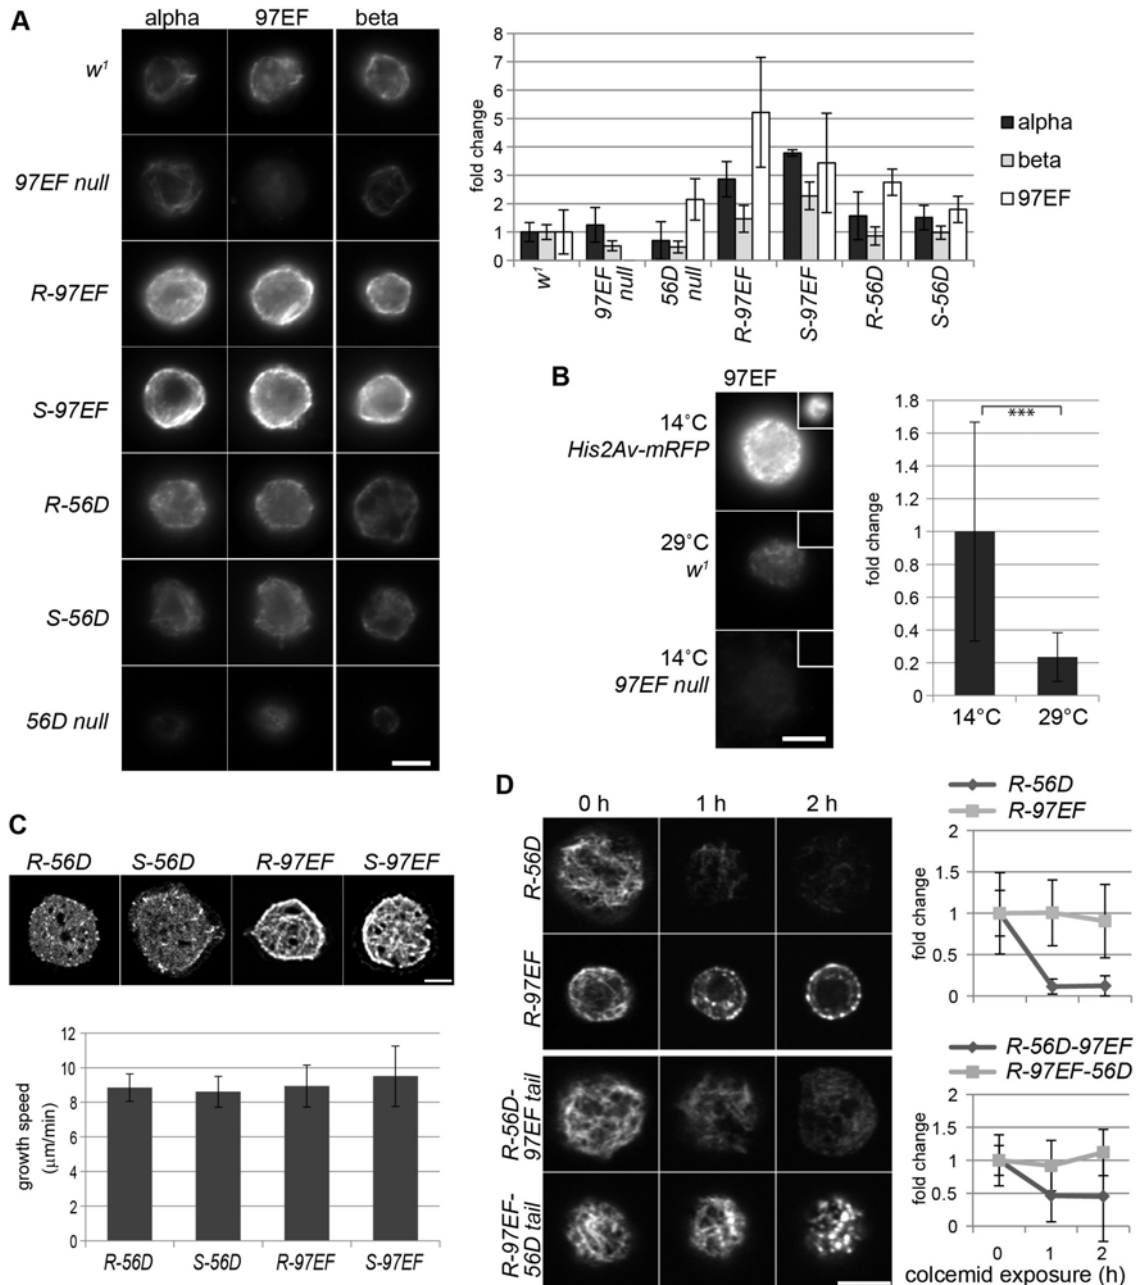 A
alpha 97EF beta
w¹
97EF null
R-97EF
S-97EF
R-56D
S-56D
56D null
8
7
6
5
4
3
2
1
0
fold change
w¹
97EF null
56D null
R-97EF
S-97EF
R-56D
S-56D
alpha
beta
97EF
B
97EF
14°C
His2Av-mRFP
29°C
w¹
14°C
97EF null
1.8
1.6
1.4
1.2
1
0.8
0.6
0.4
0.2
0
fold change
***
14°C 29°C
C
R-56D S-56D R-97EF S-97EF
12
10
8
6
4
2
0
growth speed
(µm/min)
R-56D S-56D R-97EF S-97EF
D
0 h 1 h 2 h
R-56D
R-97EF
R-56D-
97EF tail
R-97EF-
56D tail
R-56D
R-97EF
2
1.5
1
0.5
0
fold change
R-56D-97EF
R-97EF-56D
2
1.5
1
0.5
0
fold change
0 1 2
colcemid exposure (h)